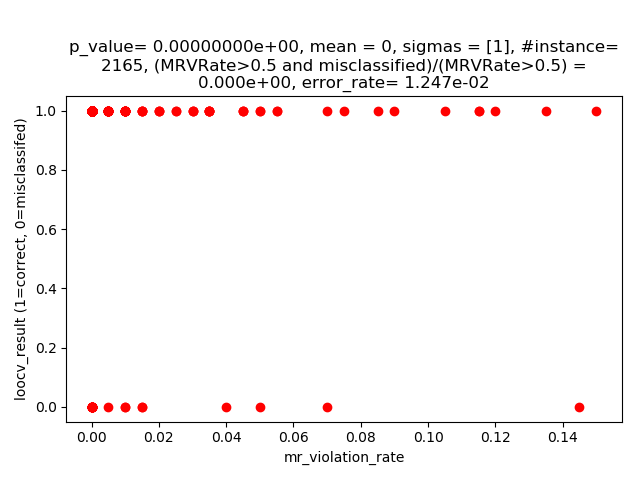 p_value= 0.00000000e+00, mean = 0, sigmas = [1], #instance=
2165, (MRVRate>0.5 and misclassified)/(MRVRate>0.5) =
0.000e+00, error_rate= 1.247e-02
loocv_result (1=correct, 0=misclassifed)
1.0
0.8
0.6
0.4
0.2
0.0
0.00 0.02 0.04 0.06 0.08 0.10 0.12 0.14
mr_violation_rate